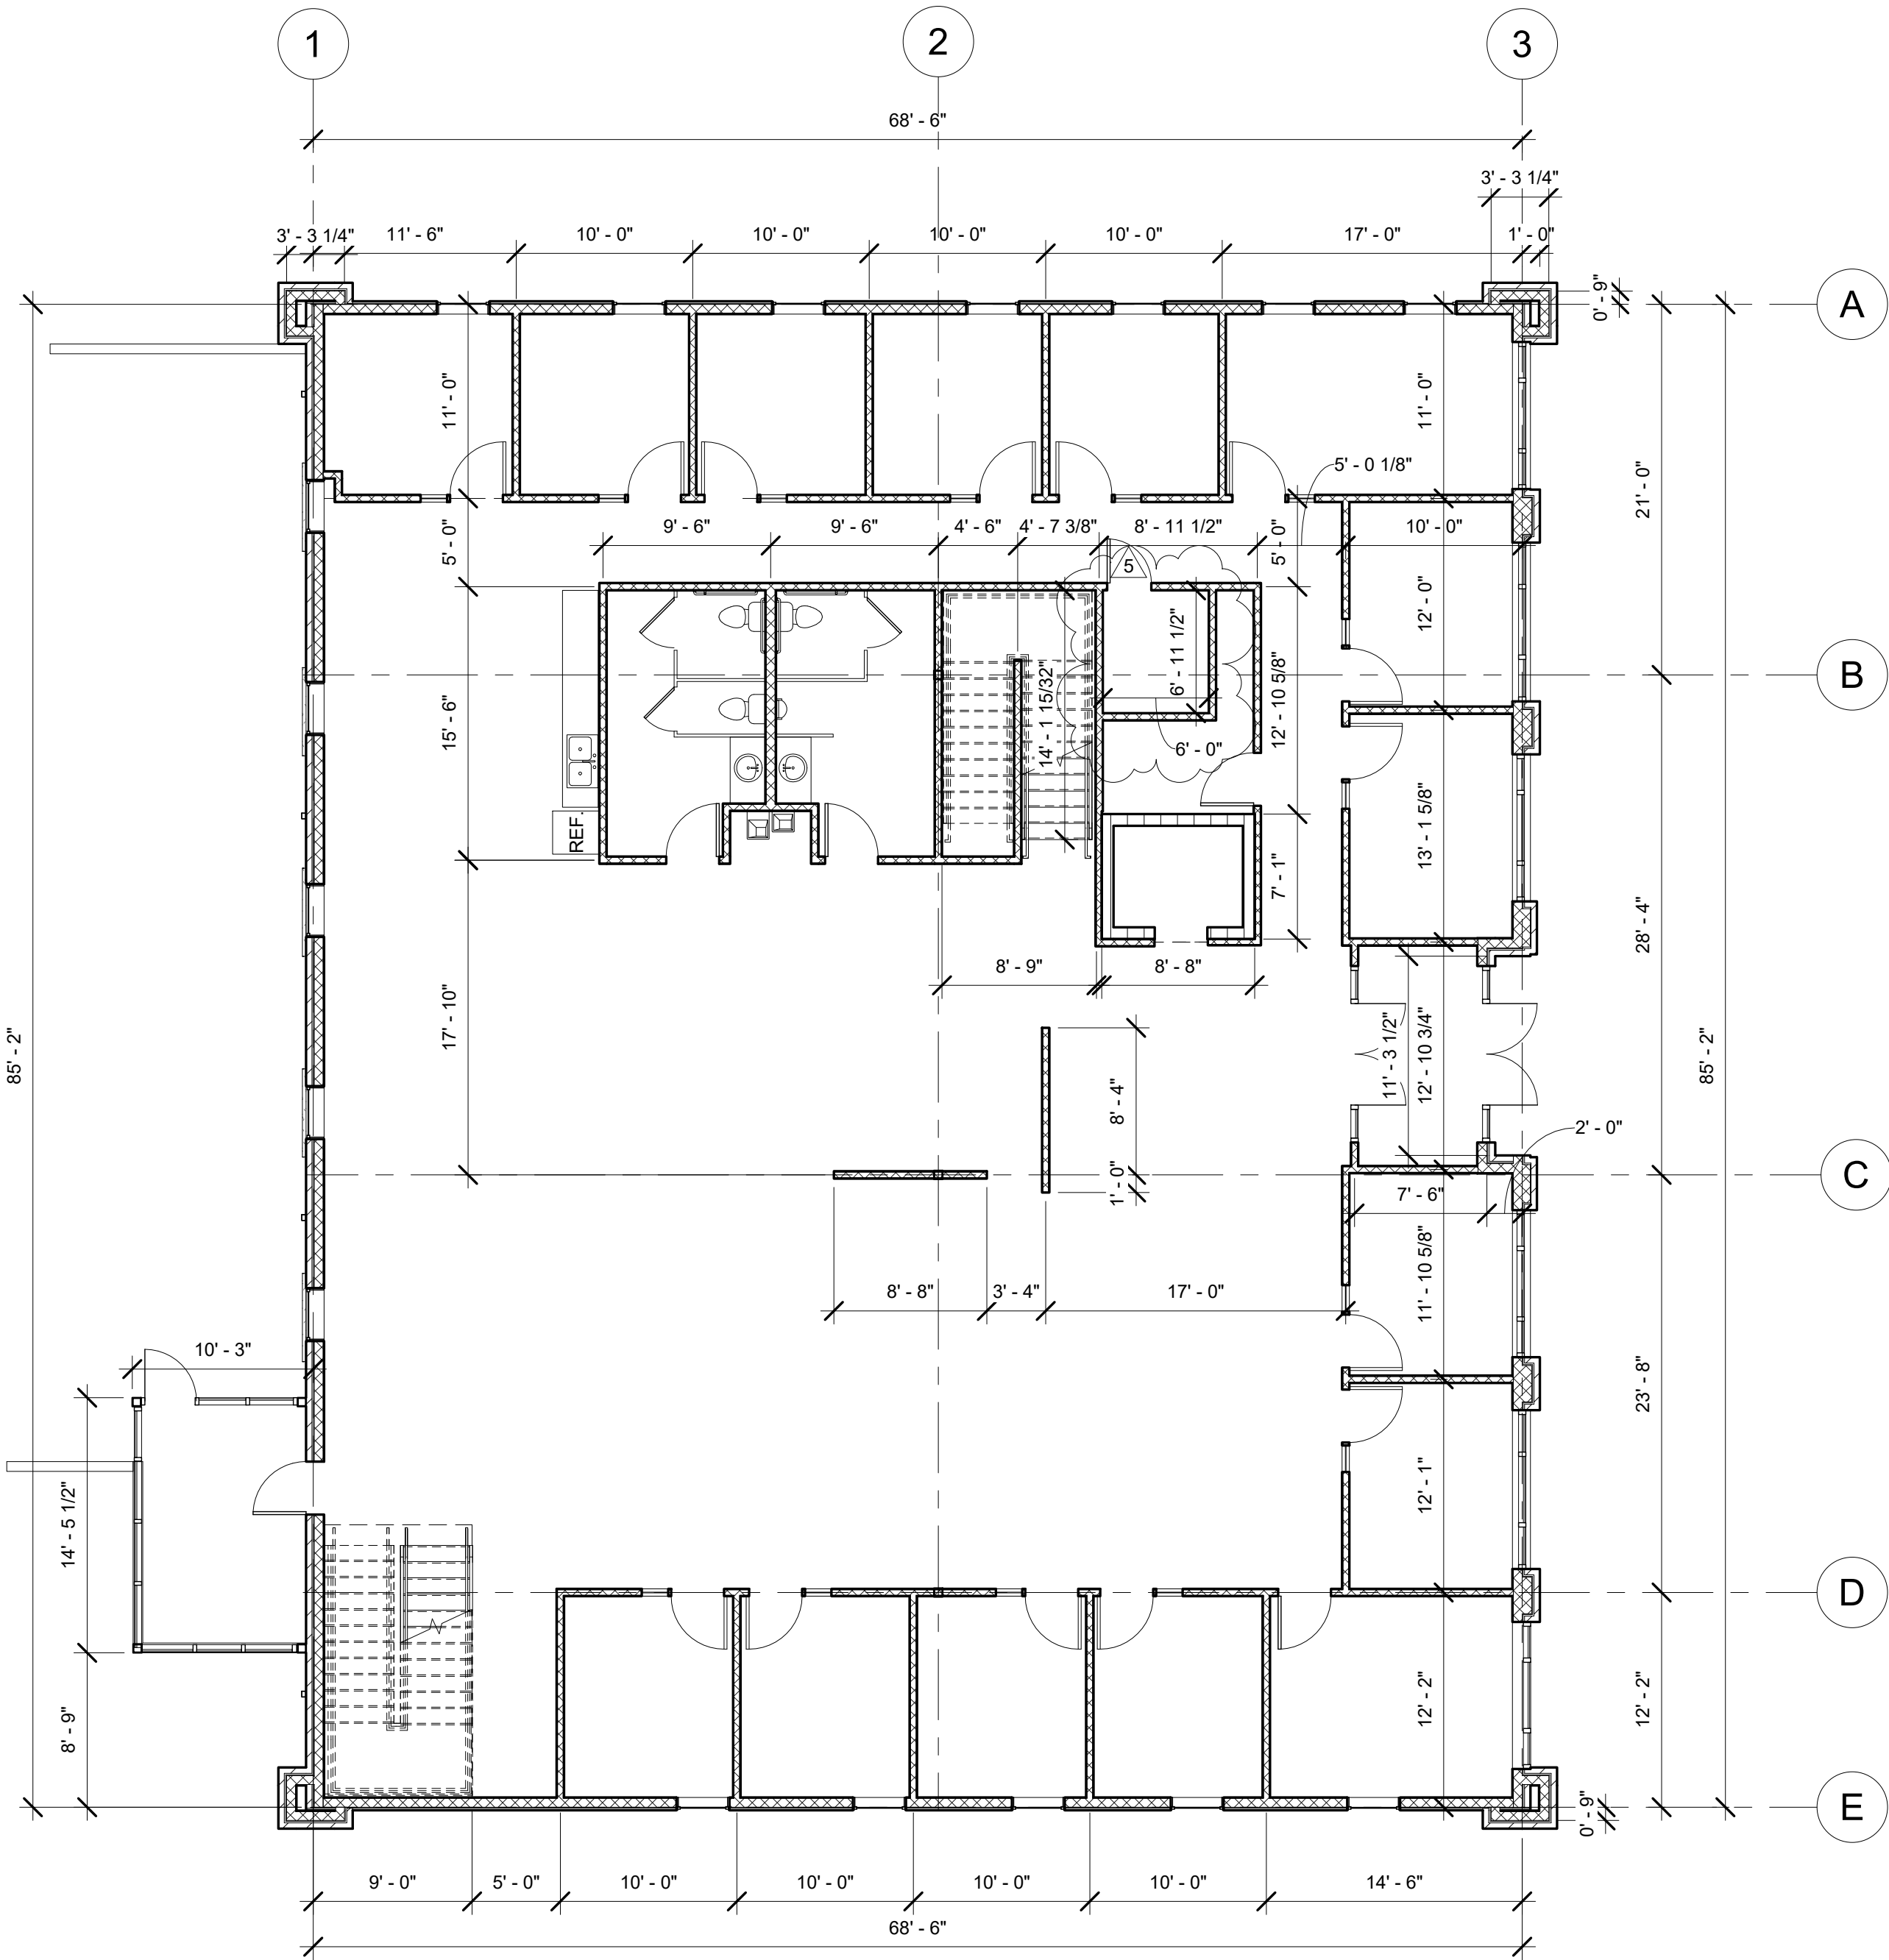 1
2
3
68' - 6"
3' - 3 1/4"
3' - 3 1/4"
11' - 6"
10' - 0"
10' - 0"
10' - 0"
10' - 0"
17' - 0"
1' - 0"
0' - 9"
A
11' - 0"
11' - 0"
5' - 0 1/8"
21' - 0"
9' - 6"
9' - 6"
4' - 6"
4' - 7 3/8"
8' - 11 1/2"
5' - 0"
10' - 0"
5' - 0"
5
12' - 0"
6' - 11 1/2"
B
14' - 1 15/32"
12' - 10 5/8"
15' - 6"
6' - 0"
13' - 1 5/8"
REF.
7' - 1"
28' - 4"
8' - 9"
8' - 8"
17' - 10"
85' - 2"
85' - 2"
11' - 3 1/2"
12' - 10 3/4"
8' - 4"
2' - 0"
C
1' - 0"
7' - 6"
11' - 10 5/8"
8' - 8"
3' - 4"
17' - 0"
10' - 3"
23' - 8"
14' - 5 1/2"
12' - 1"
D
8' - 9"
12' - 2"
12' - 2"
E
0' - 9"
9' - 0"
5' - 0"
10' - 0"
10' - 0"
10' - 0"
10' - 0"
14' - 6"
68' - 6"